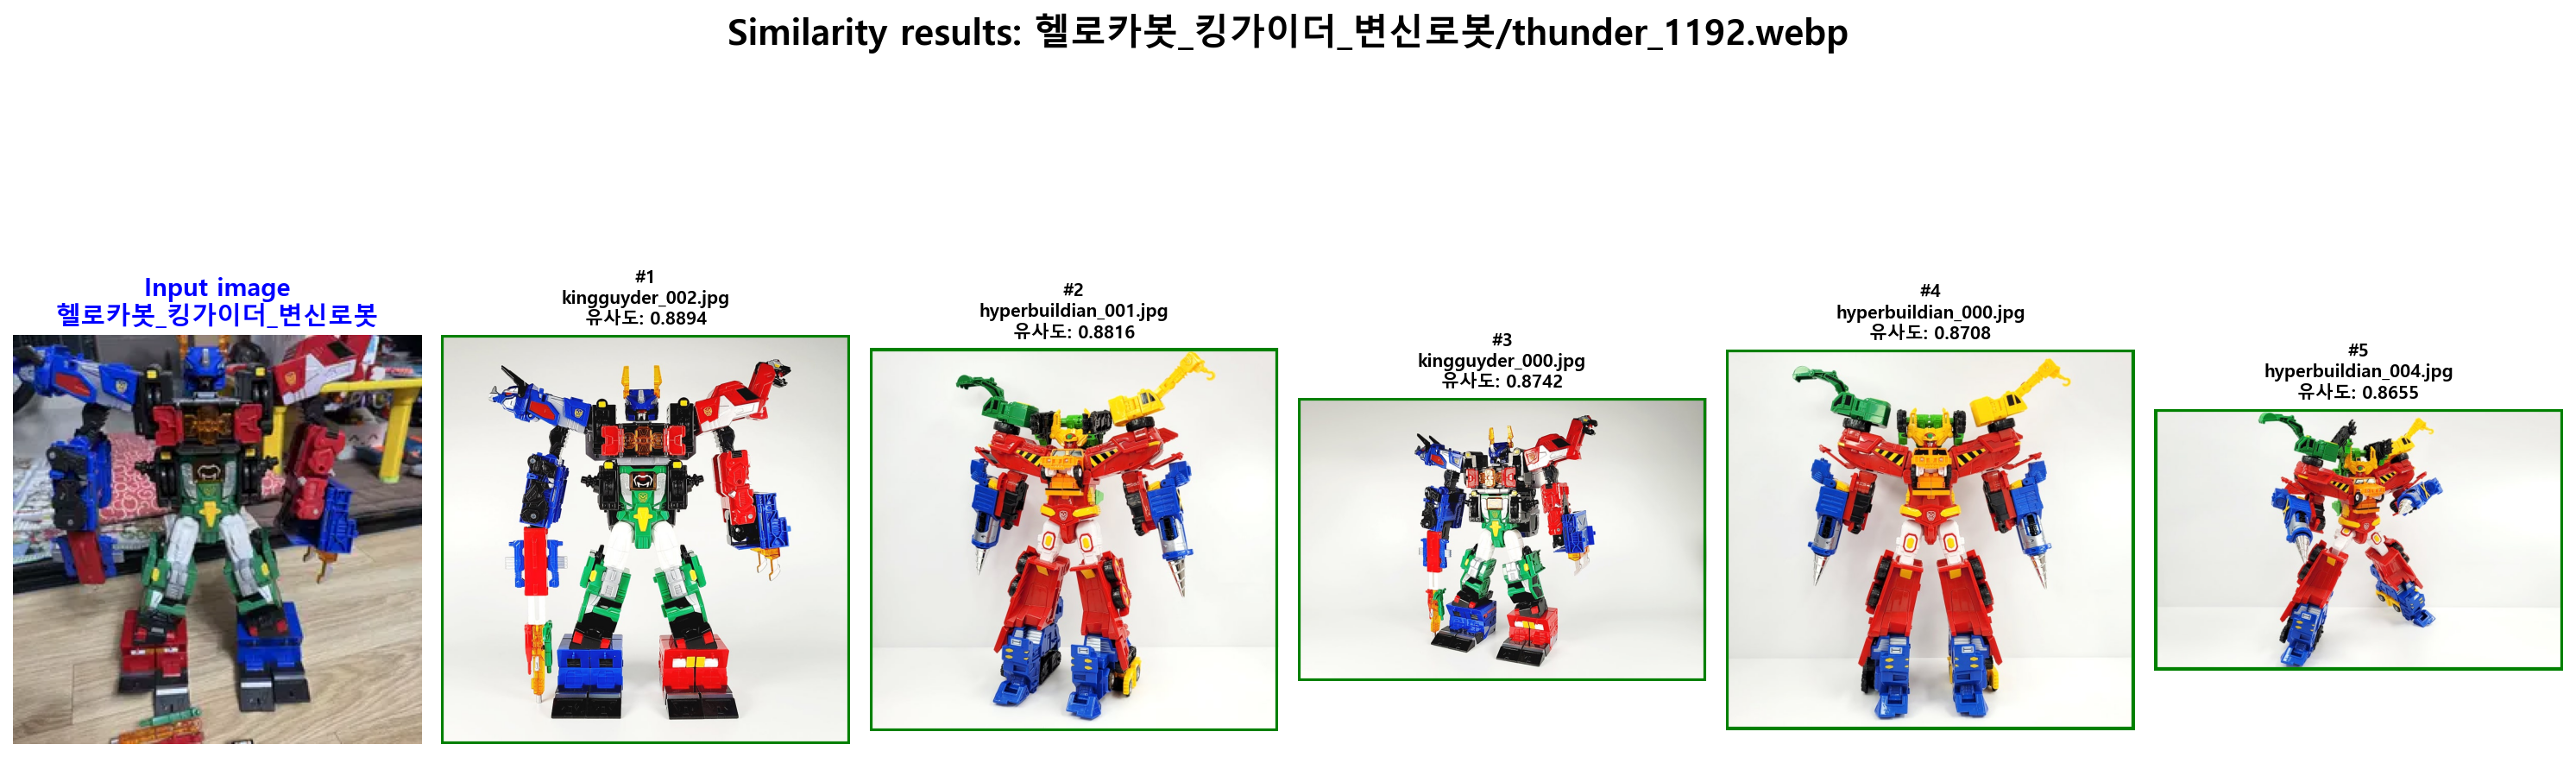 Similarity results: 헬로카봇_킹가이더_변신로봇/thunder_1192.webp
Input image
헬로카봇_킹가이더_변신로봇
#1
kingguyder_002.jpg
유사도: 0.8894
#2
hyperbuildian_001.jpg
유사도: 0.8816
#3
kingguyder_000.jpg
유사도: 0.8742
#4
hyperbuildian_000.jpg
유사도: 0.8708
#5
hyperbuildian_004.jpg
유사도: 0.8655